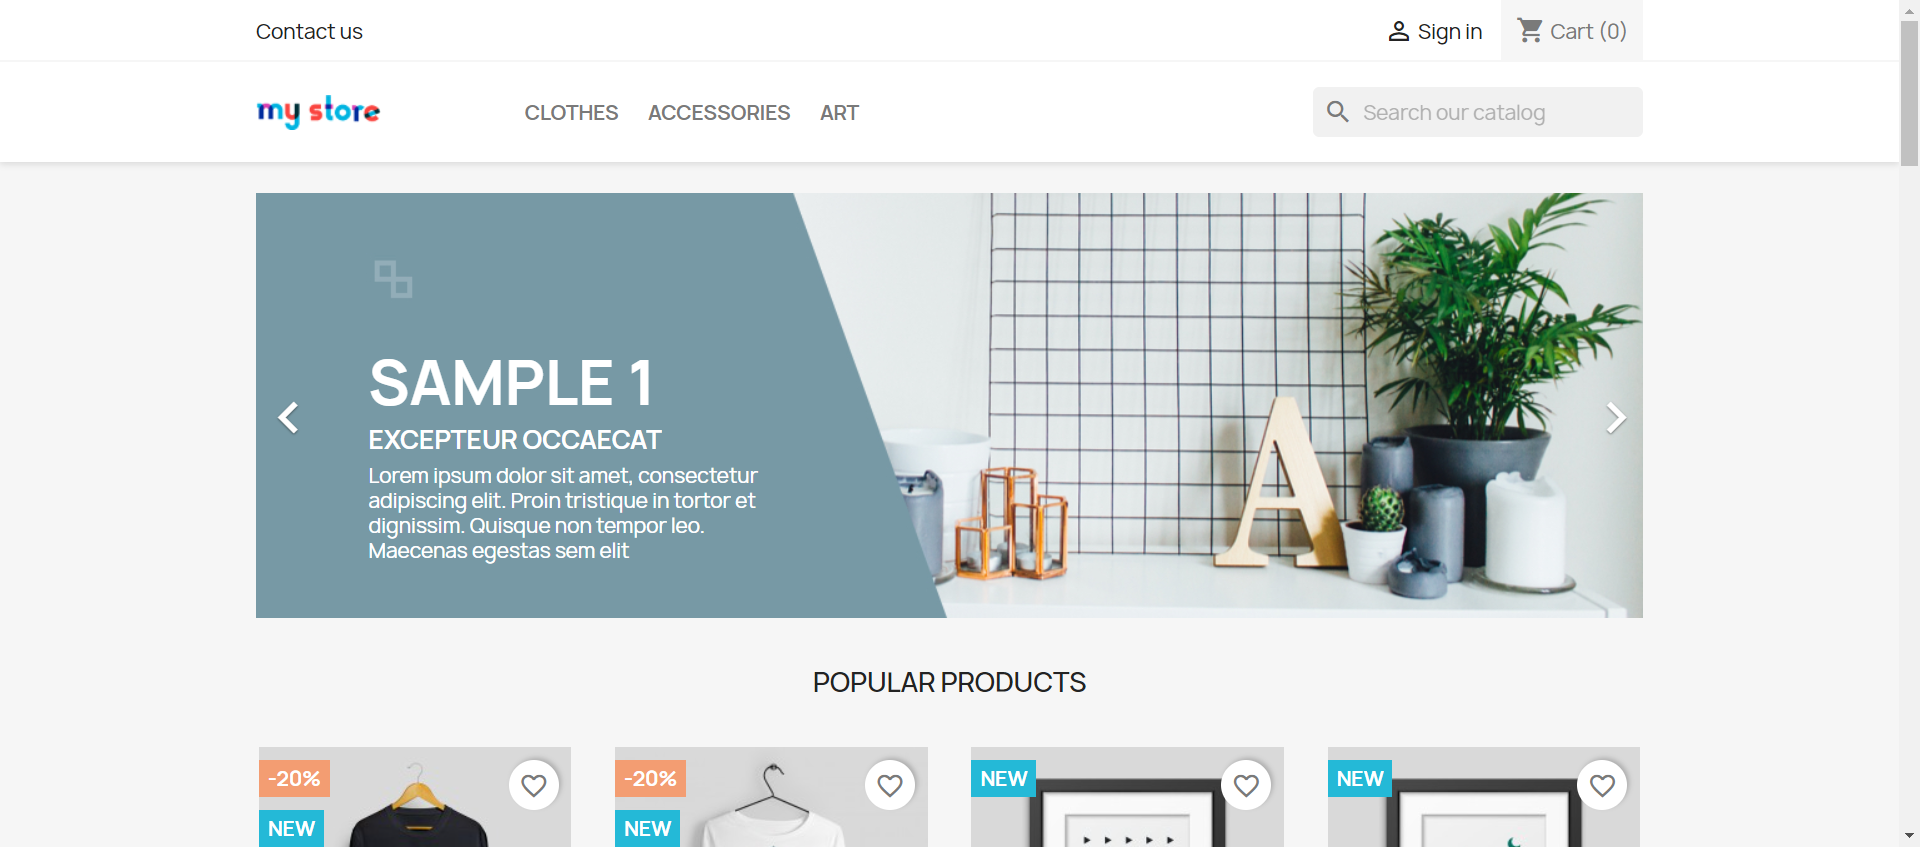 Contact us
Sign in
Cart (0)
my store
CLOTHES
ACCESSORIES
ART
Search our catalog
SAMPLE 1
EXCEPTEUR OCCAECAT
Lorem ipsum dolor sit amet, consectetur
adipiscing elit. Proin tristique in tortor et
dignissim. Quisque non tempor leo.
Maecenas egestas sem elit
A
POPULAR PRODUCTS
-20%
NEW
-20%
NEW
NEW
NEW